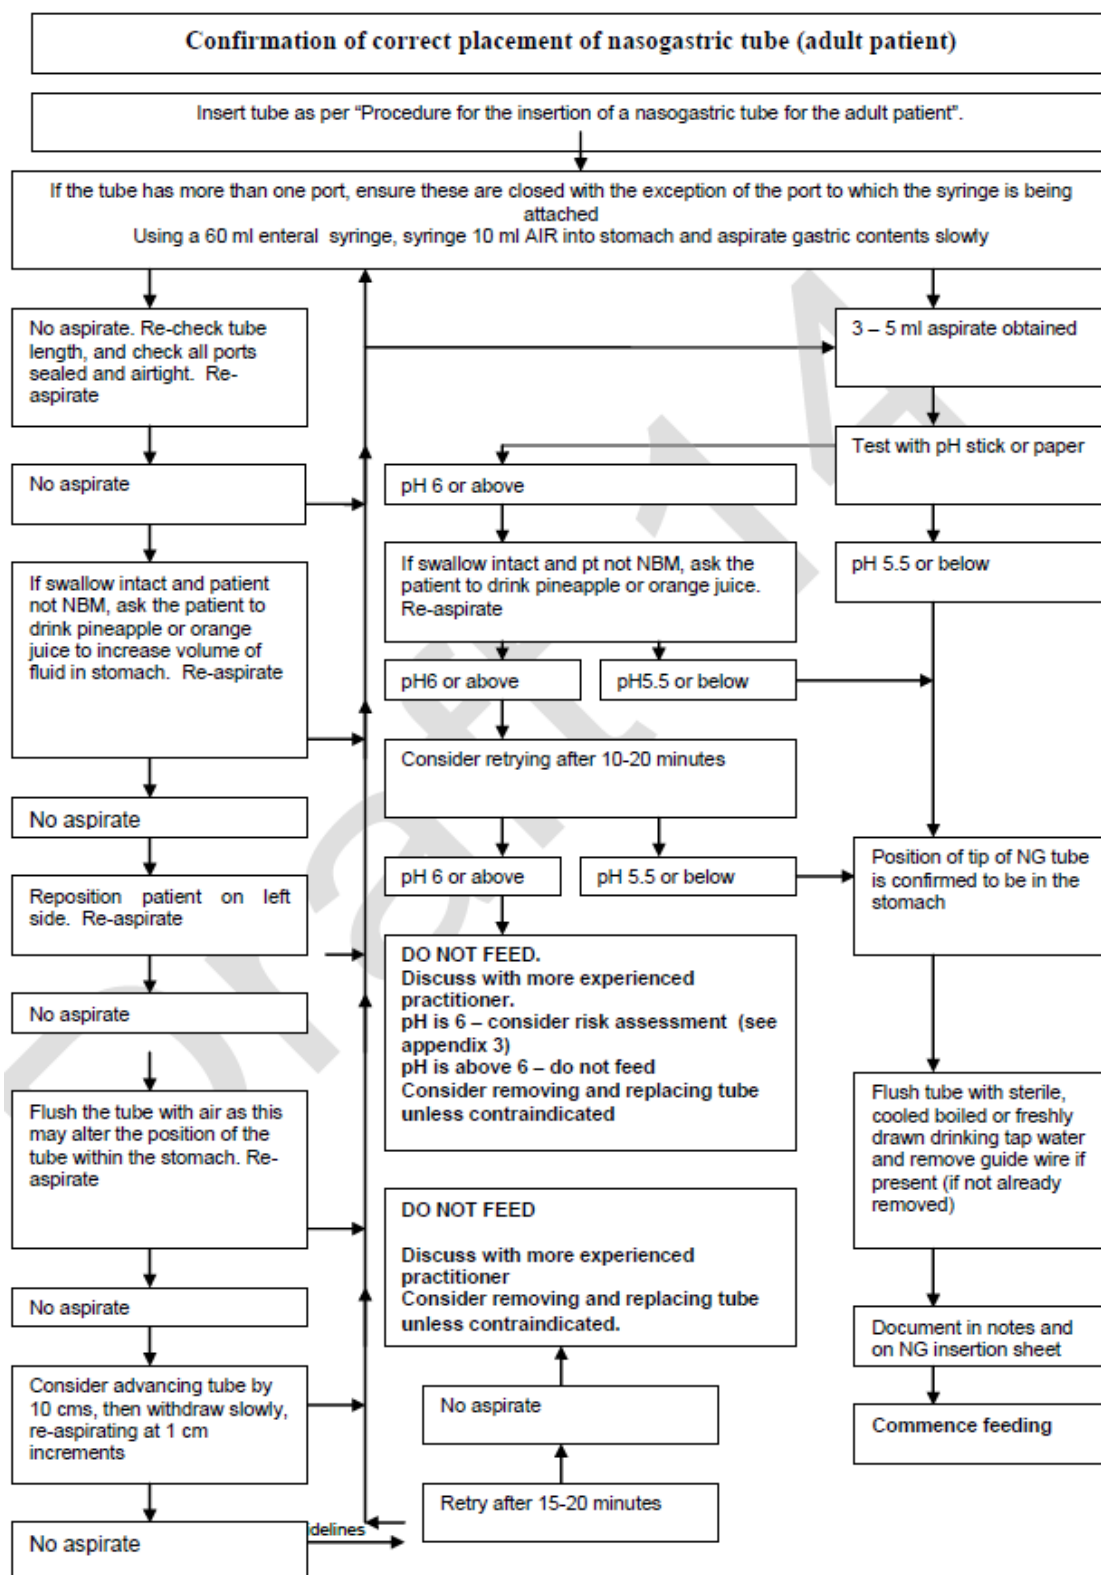 Confirmation of correct placement of nasogastric tube (adult patient)
Insert tube as per “Procedure for the insertion of a nasogastric tube for the adult patient”.
If the tube has more than one port, ensure these are closed with the exception of the port to which the syringe is being
attached
Using a 60 ml enteral syringe, syringe 10 ml AIR into stomach and aspirate gastric contents slowly
No aspirate. Re-check tube
length, and check all ports
sealed and airtight. Re-
aspirate
No aspirate
If swallow intact and patient
not NBM, ask the patient to
drink pineapple or orange
juice to increase volume of
fluid in stomach. Re-aspirate
No aspirate
Reposition patient on left
side. Re-aspirate
No aspirate
Flush the tube with air as this
may alter the position of the
tube within the stomach. Re-
aspirate
No aspirate
Consider advancing tube by
10 cms, then withdraw slowly,
re-aspirating at 1 cm
increments
No aspirate
idelines
pH 6 or above
If swallow intact and pt not NBM, ask the
patient to drink pineapple or orange juice.
Re-aspirate
pH6 or above
pH5.5 or below
Consider retrying after 10-20 minutes
pH 6 or above
pH 5.5 or below
DO NOT FEED.
Discuss with more experienced
practitioner.
pH is 6 – consider risk assessment (see
appendix 3)
pH is above 6 – do not feed
Consider removing and replacing tube
unless contraindicated
DO NOT FEED
Discuss with more experienced
practitioner
Consider removing and replacing tube
unless contraindicated.
No aspirate
Retry after 15-20 minutes
3 – 5 ml aspirate obtained
Test with pH stick or paper
pH 5.5 or below
Position of tip of NG tube
is confirmed to be in the
stomach
Flush tube with sterile,
cooled boiled or freshly
drawn drinking tap water
and remove guide wire if
present (if not already
removed)
Document in notes and
on NG insertion sheet
Commence feeding
Draft 14